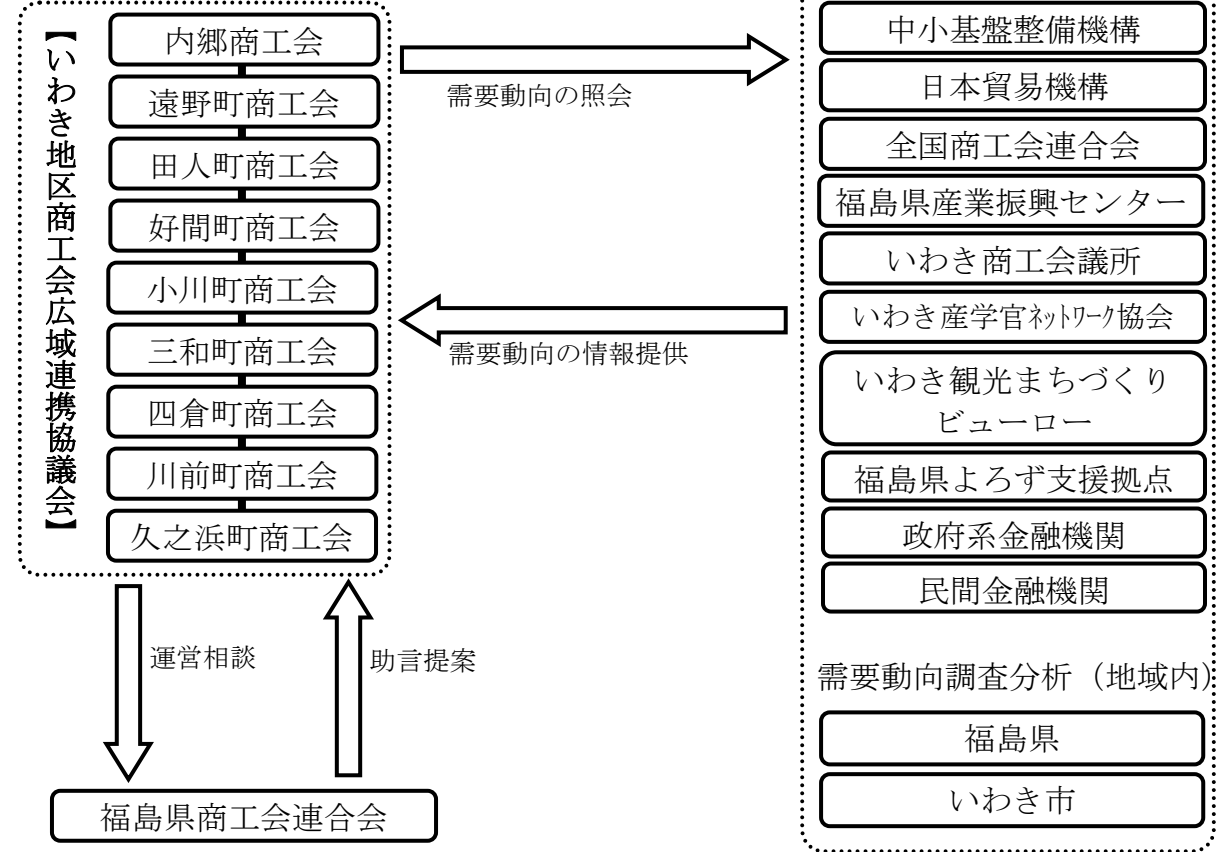 【いわき地区商工会広域連携協議会】
内郷商工会
遠野町商工会
田人町商工会
好間町商工会
小川町商工会
三和町商工会
四倉町商工会
川前町商工会
久之浜町商工会
需要動向の照会
需要動向の情報提供
中小基盤整備機構
日本貿易機構
全国商工会連合会
福島県産業振興センター
いわき商工会議所
いわき産学官ﾈｯﾄﾜｰｸ協会
いわき観光まちづくり
ビューロー
福島県よろず支援拠点
政府系金融機関
民間金融機関
需要動向調査分析（地域内）
福島県
いわき市
運営相談
助言提案
福島県商工会連合会